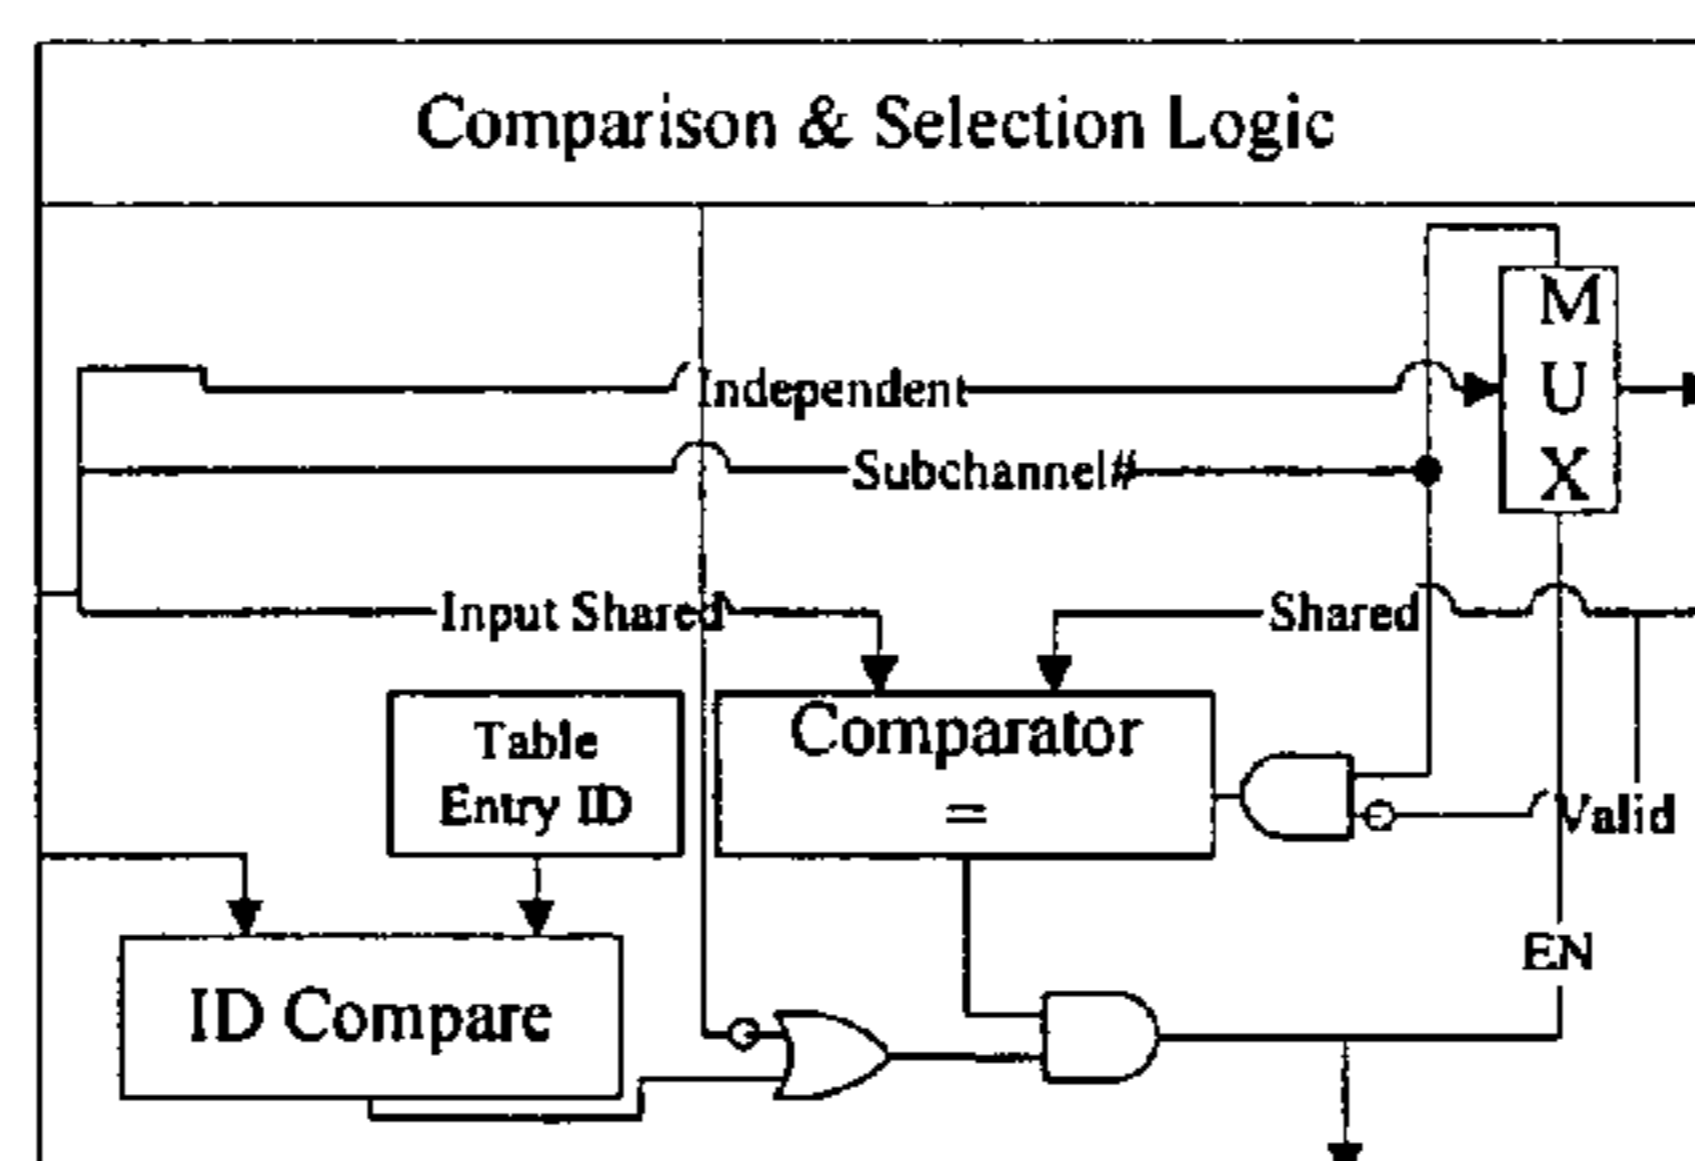 Comparison & Selection Logic
M
U
X
Independent
Subchannel#
Input Shared
Shared
Table
Entry ID
Comparator
=
Valid
EN
ID Compare